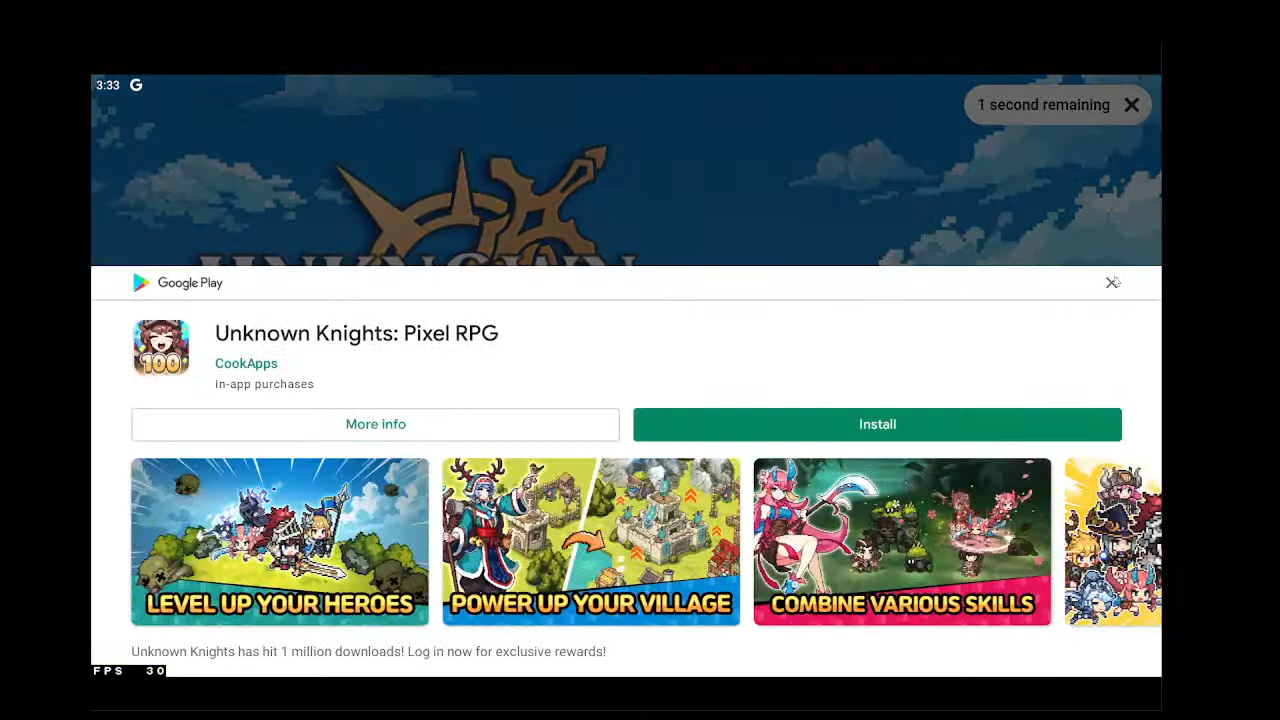 3:33 G
1 second remaining
UNKNOWN
Google Play
Unknown Knights: Pixel RPG
100
CookApps
In-app purchases
More info
Install
LEVEL UP YOUR HEROES
POWER UP YOUR VILLAGE
COMBINE VARIOUS SKILLS
Unknown Knights has hit 1 million downloads! Log in now for exclusive rewards!
FPS 30